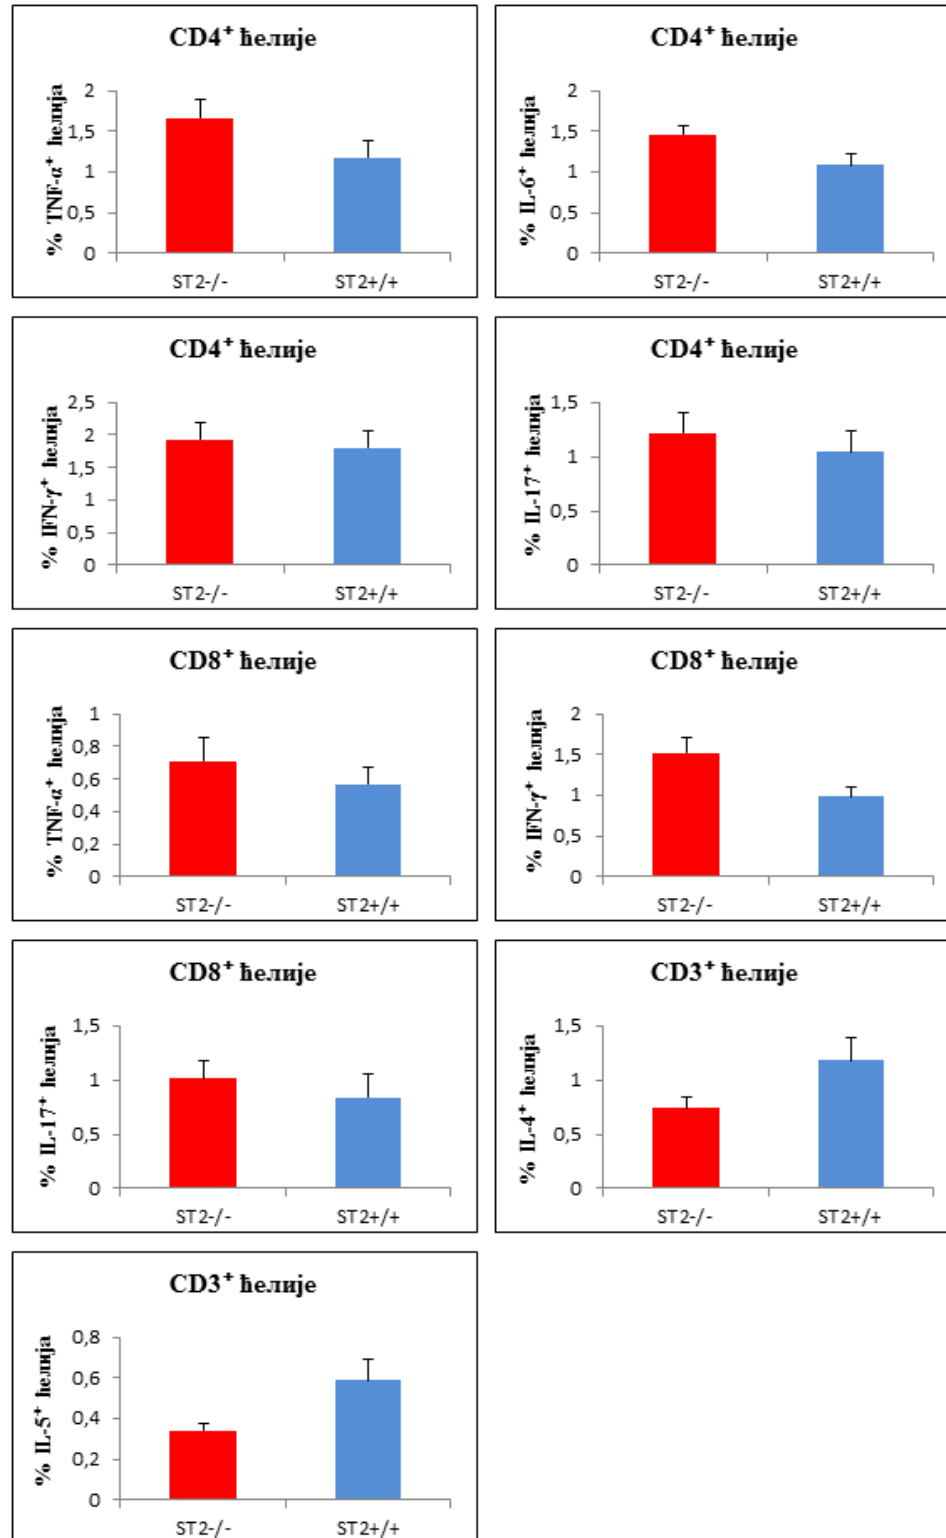 CD4⁺ ћелије
% TNF-α⁺ ћелија
2
1,5
1
0,5
0
ST2-/- ST2+/+
CD4⁺ ћелије
% IL-6⁺ ћелија
2
1,5
1
0,5
0
ST2-/- ST2+/+
CD4⁺ ћелије
% IFN-γ⁺ ћелија
2,5
2
1,5
1
0,5
0
ST2-/- ST2+/+
CD4⁺ ћелије
% IL-17⁺ ћелија
1,5
1
0,5
0
ST2-/- ST2+/+
CD8⁺ ћелије
% TNF-α⁺ ћелија
1
0,8
0,6
0,4
0,2
0
ST2-/- ST2+/+
CD8⁺ ћелије
% IFN-γ⁺ ћелија
2
1,5
1
0,5
0
ST2-/- ST2+/+
CD8⁺ ћелије
% IL-17⁺ ћелија
1,5
1
0,5
0
ST2-/- ST2+/+
CD3⁺ ћелије
% IL-4⁺ ћелија
1,5
1
0,5
0
ST2-/- ST2+/+
CD3⁺ ћелије
% IL-5⁺ ћелија
0,8
0,6
0,4
0,2
0
ST2-/- ST2+/+